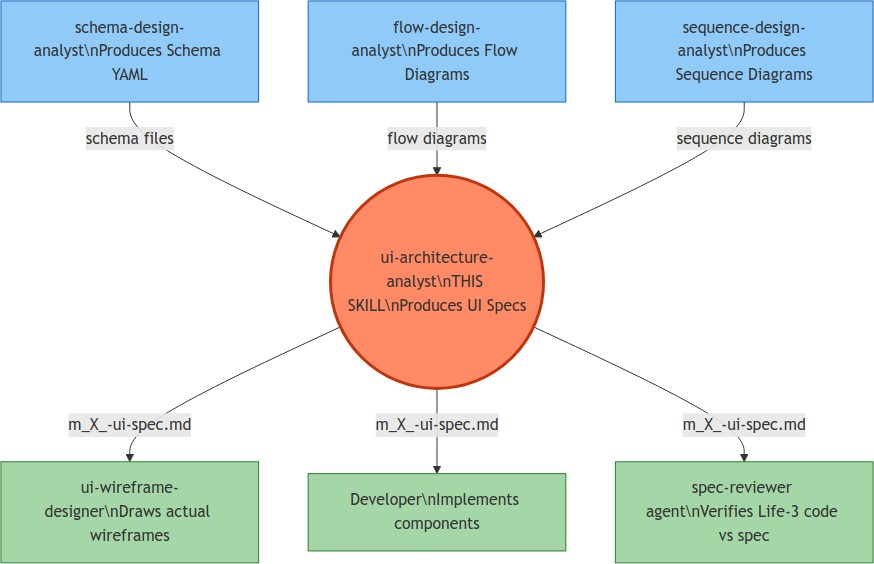 schema-design-
analyst\nProduces Schema
YAML
flow-design-
analyst\nProduces Flow
Diagrams
sequence-design-
analyst\nProduces
Sequence Diagrams
schema files
flow diagrams
sequence diagrams
ui-architecture-
analyst\nTHIS
SKILL\nProduces UI Specs
m_X_-ui-spec.md
m_X_-ui-spec.md
m_X_-ui-spec.md
ui-wireframe-
designer\nDraws actual
wireframes
Developer\nImplements
components
spec-reviewer
agent\nVerifies Life-3 code
vs spec